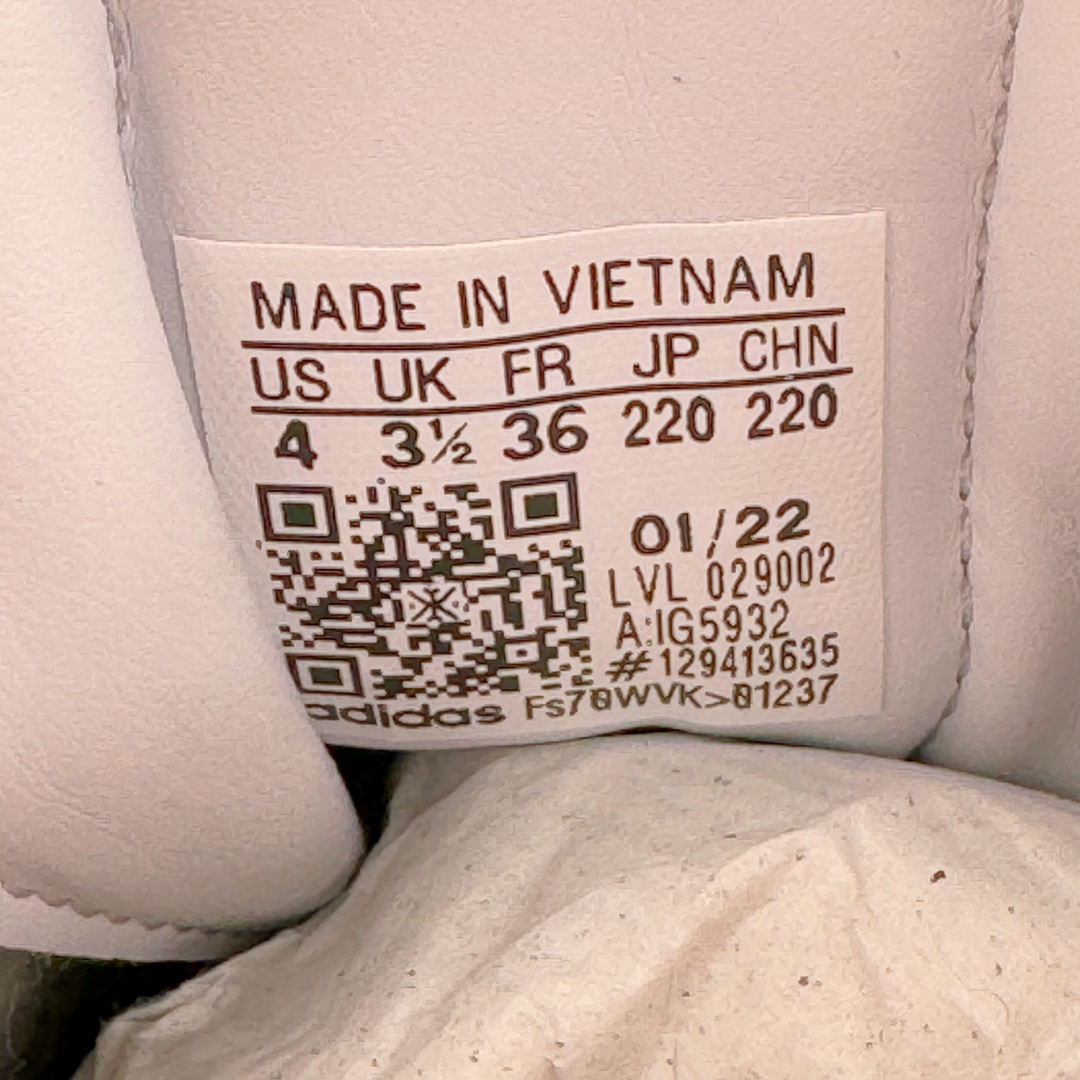 MADE IN VIETNAM
US UK FR JP CHN
4 3½ 36 220 220
01/22
LVL 029002
A:IG5932
#129413635
adidas Fs70WVK>01237